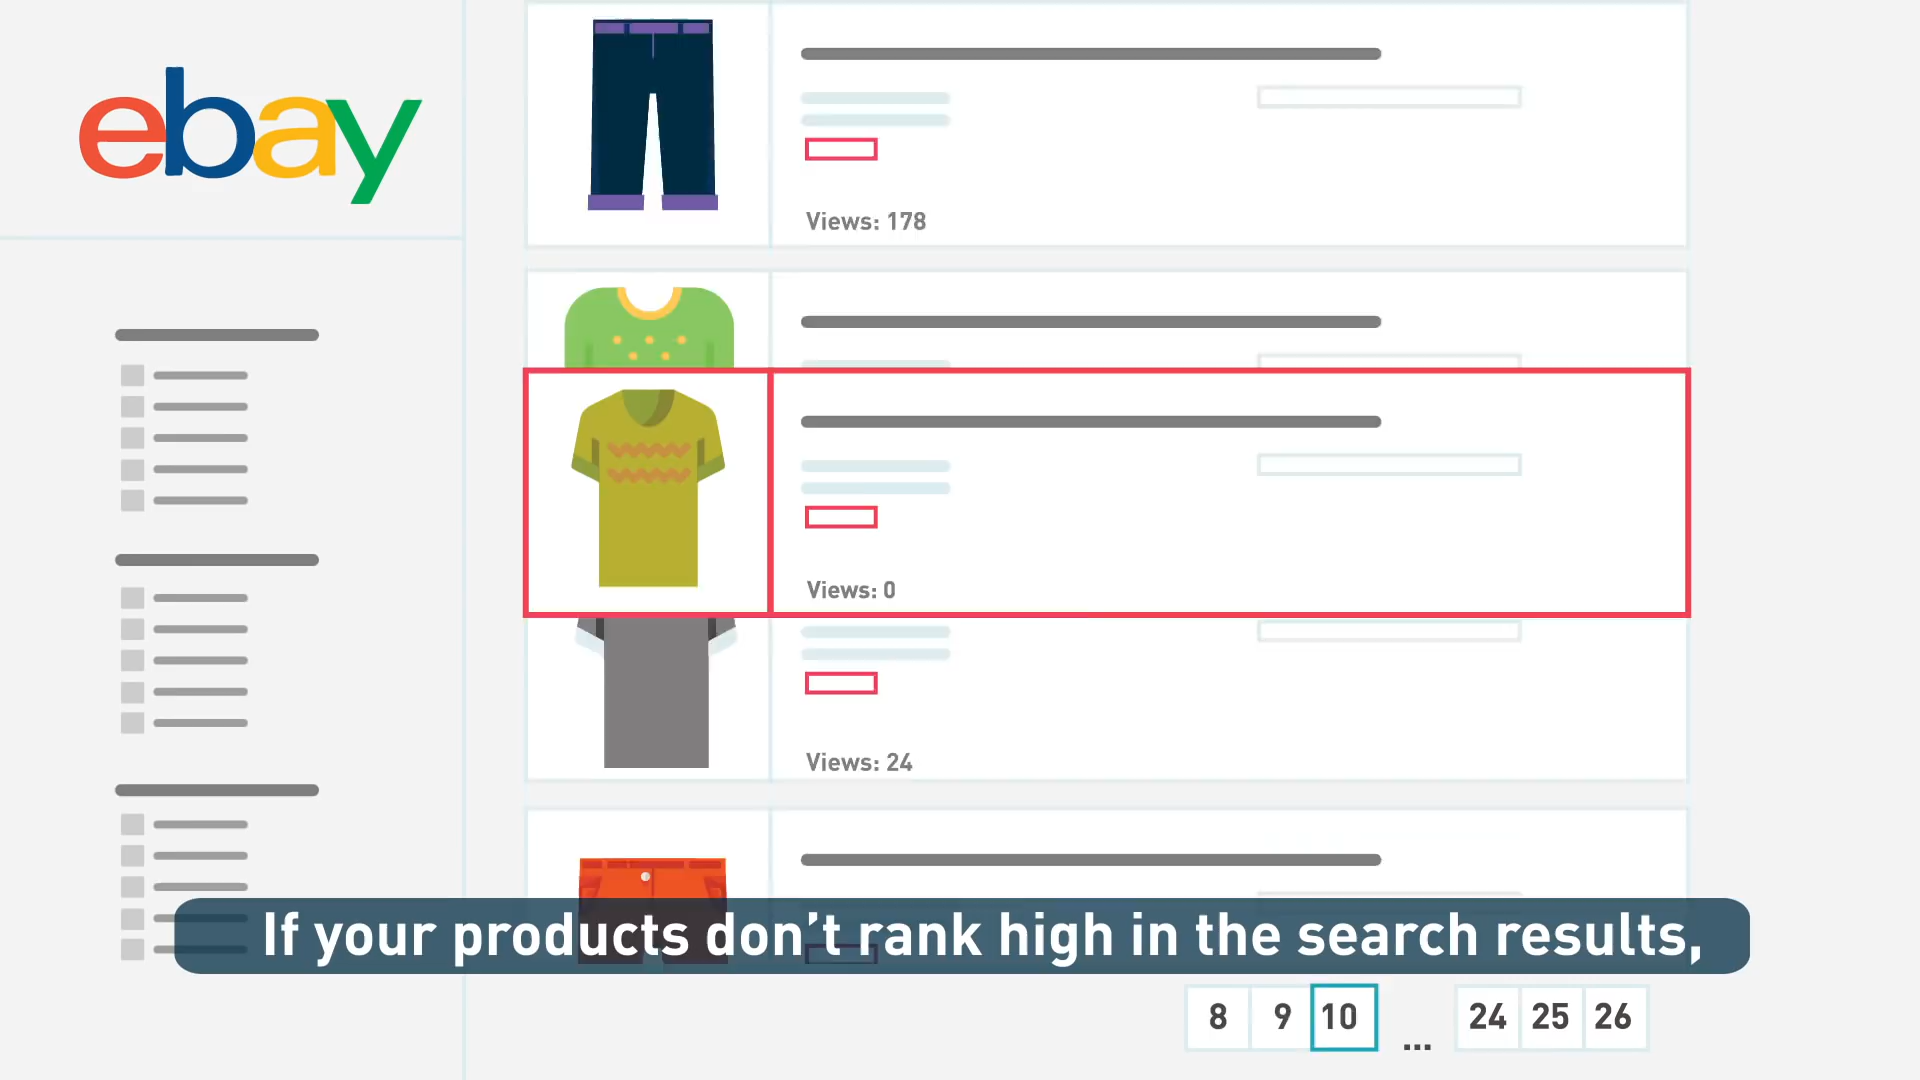 ebay
Views: 178
Views: 0
Views: 24
If your products don’t rank high in the search results,
8 9 10 ... 24 25 26